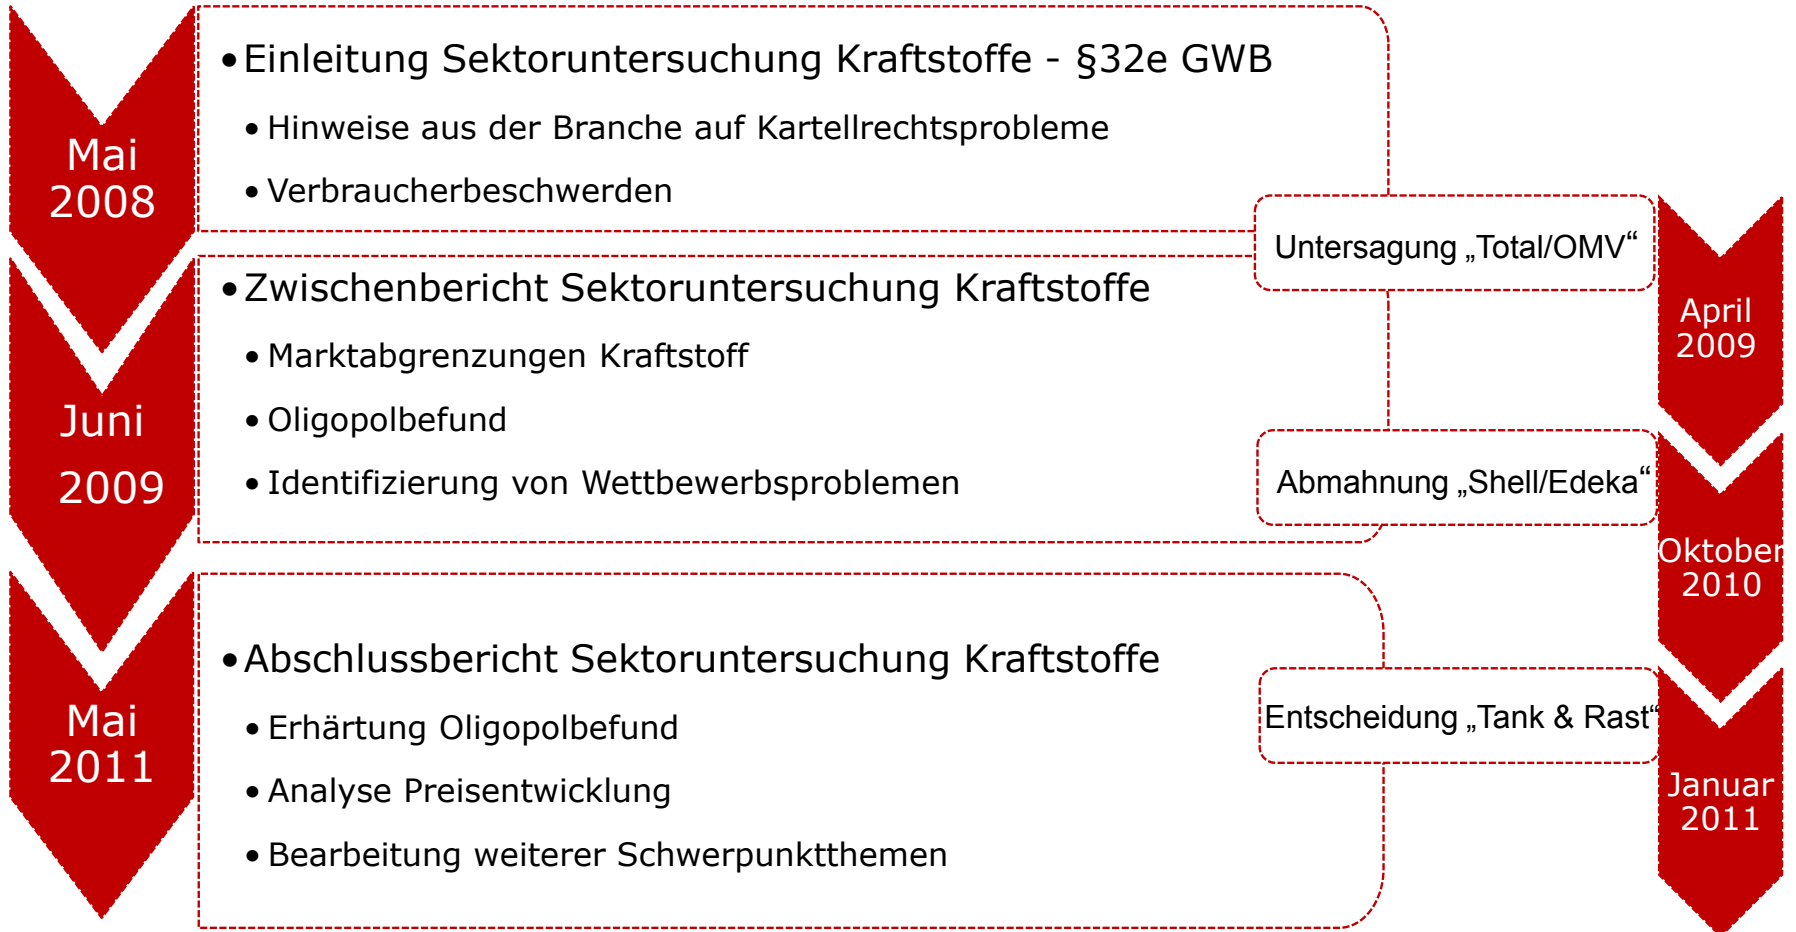 Mai
2008
•Einleitung Sektoruntersuchung Kraftstoffe - §32e GWB
•Hinweise aus der Branche auf Kartellrechtsprobleme
•Verbraucherbeschwerden
Untersagung „Total/OMV“
April
2009
Juni
2009
•Zwischenbericht Sektoruntersuchung Kraftstoffe
•Marktabgrenzungen Kraftstoff
•Oligopolbefund
•Identifizierung von Wettbewerbsproblemen
Abmahnung „Shell/Edeka“
Oktober
2010
Mai
2011
•Abschlussbericht Sektoruntersuchung Kraftstoffe
•Erhärtung Oligopolbefund
•Analyse Preisentwicklung
•Bearbeitung weiterer Schwerpunktthemen
Entscheidung „Tank & Rast“
Januar
2011